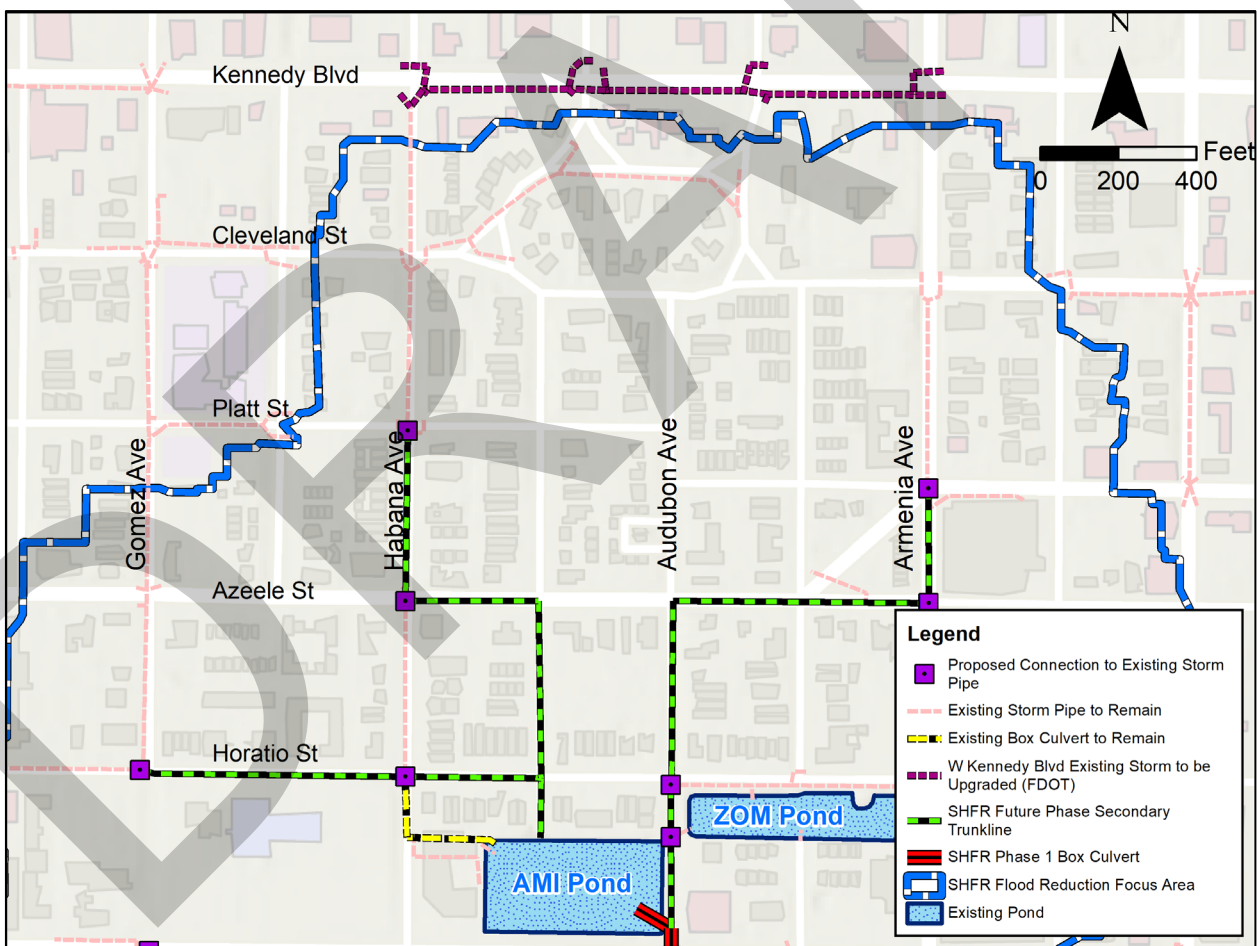 N
Kennedy Blvd
Feet
0 200 400
Cleveland St
Platt St
Gomez Ave
Habana Ave
Audubon Ave
Armenia Ave
Azeele St
Horatio St
ZOM Pond
AMI Pond
Legend
Proposed Connection to Existing Storm
Pipe
Existing Storm Pipe to Remain
Existing Box Culvert to Remain
W Kennedy Blvd Existing Storm to be
Upgraded (FDOT)
SHFR Future Phase Secondary
Trunkline
SHFR Phase 1 Box Culvert
SHFR Flood Reduction Focus Area
Existing Pond
DRA